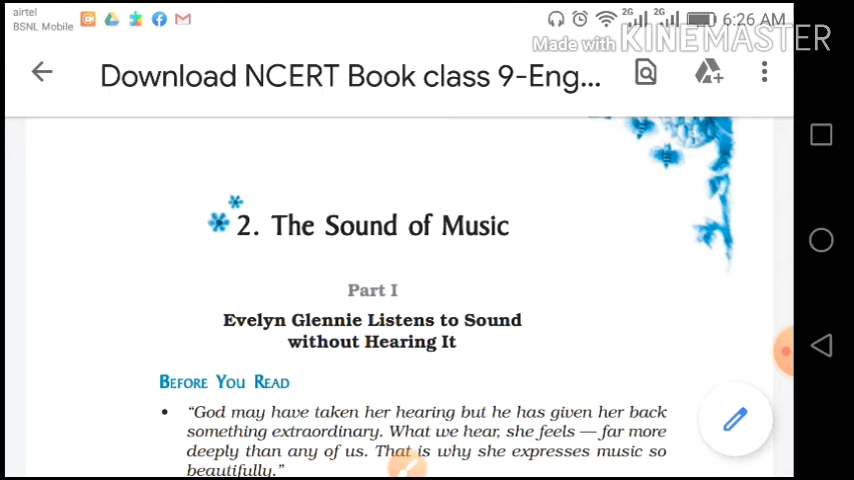 airtel
BSNL Mobile
2G 2G 6:26 AM
Made with KINEMASTER
Download NCERT Book class 9-Eng...
2. The Sound of Music
Part I
Evelyn Glennie Listens to Sound
without Hearing It
BEFORE YOU READ
• “God may have taken her hearing but he has given her back
something extraordinary. What we hear, she feels — far more
deeply than any of us. That is why she expresses music so
beautifully.”